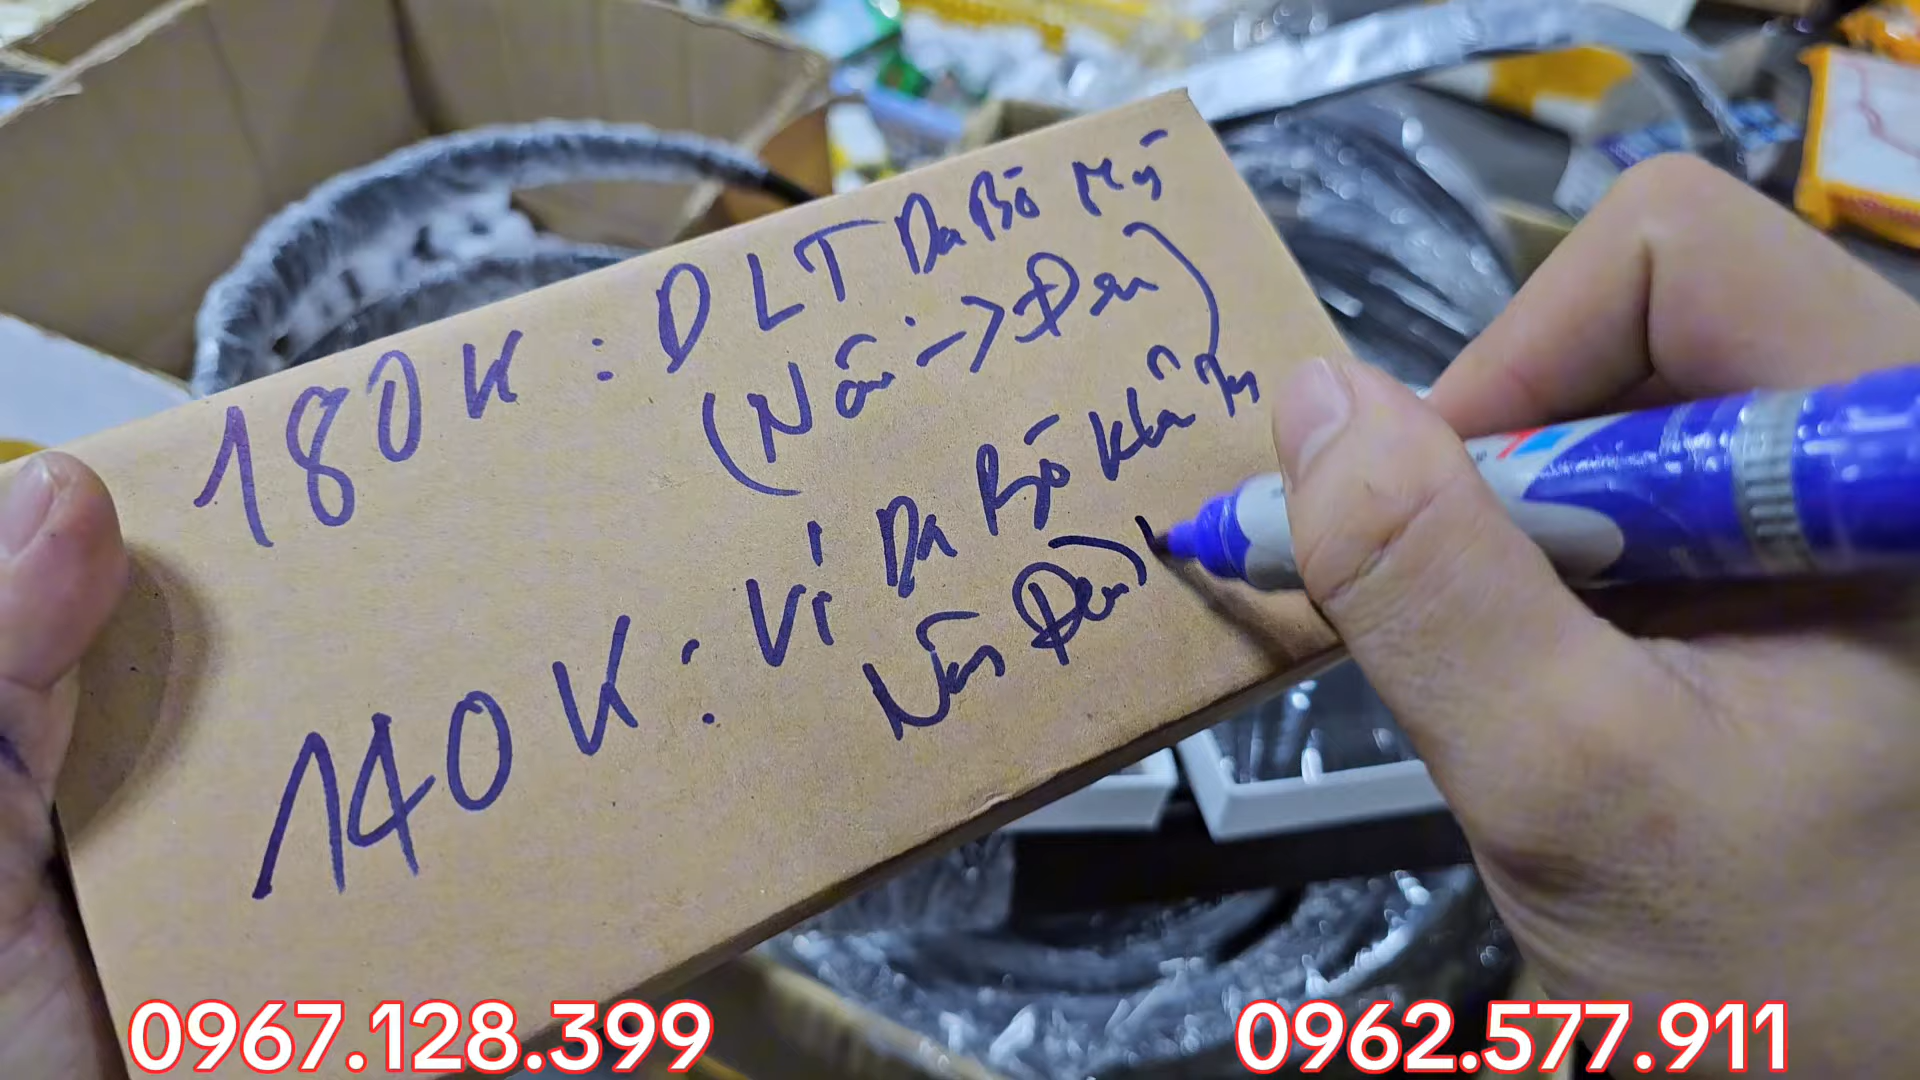 180K: DLT Da Bò Mỹ
(Nâu -> Đen)
140K: Ví Da Bò Khâu Tay
Nâu Đen)
0967.128.399
0962.577.911